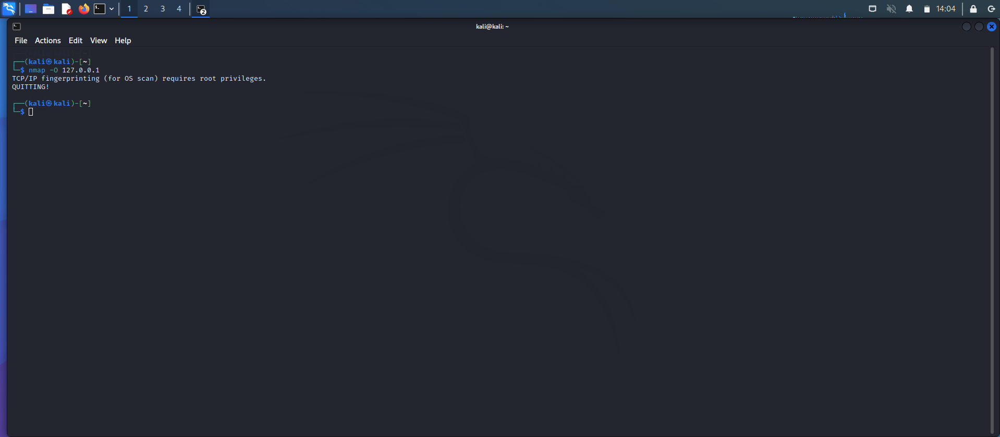 1 2 3 4 2 14:04
kali@kali: ~
File Actions Edit View Help
┌──(kali㉿kali)-[~]
└─$ nmap -O 127.0.0.1
TCP/IP fingerprinting (for OS scan) requires root privileges.
QUITTING!
┌──(kali㉿kali)-[~]
└─$